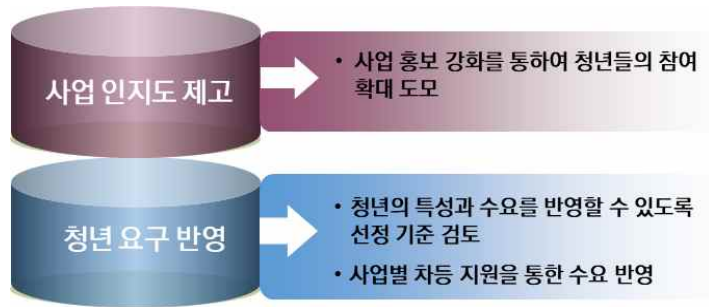 사업 인지도 제고
• 사업 홍보 강화를 통하여 청년들의 참여
확대 도모
청년 요구 반영
• 청년의 특성과 수요를 반영할 수 있도록
선정 기준 검토
• 사업별 차등 지원을 통한 수요 반영